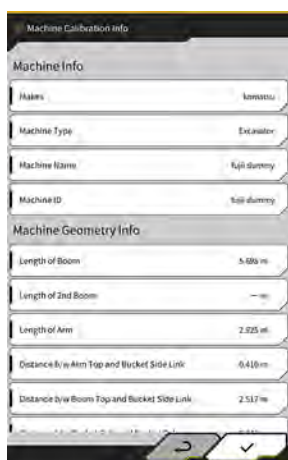 Machine Calibration Info
Machine Info
Makes komatsu
Machine Type Excavator
Machine Name fuji dummy
Machine ID fuji dummy
Machine Geometry Info
Length of Boom m
Length of 2nd Boom — m
Length of Arm 2.925 m
Distance b/w Arm Top and Bucket Side Link 0.410 m
Distance b/w Boom Top and Bucket Side Link 2.517 m